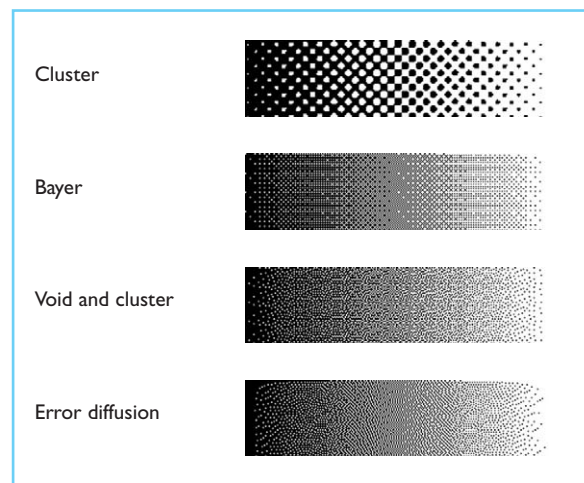 Cluster
Bayer
Void and cluster
Error diffusion